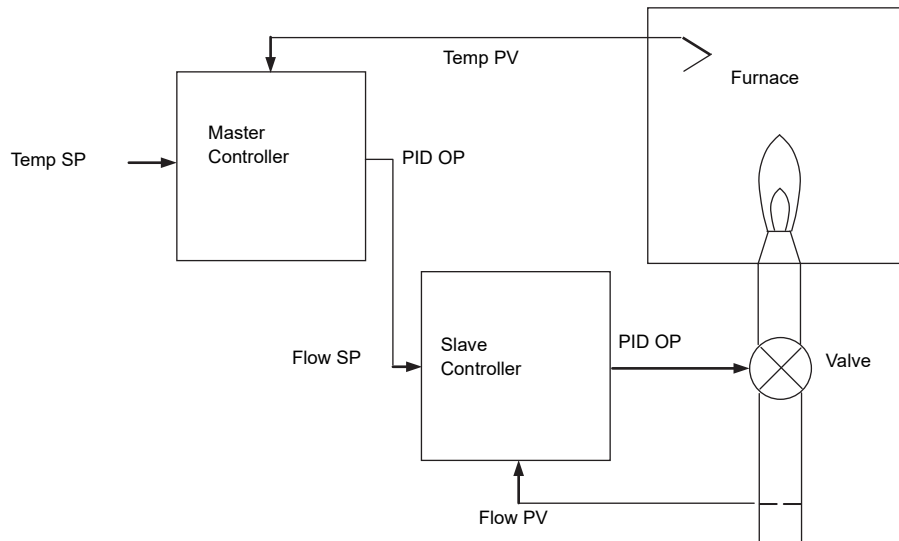 Temp PV
Furnace
Master
Controller
Temp SP
PID OP
Slave
Controller
Flow SP
PID OP
Valve
Flow PV